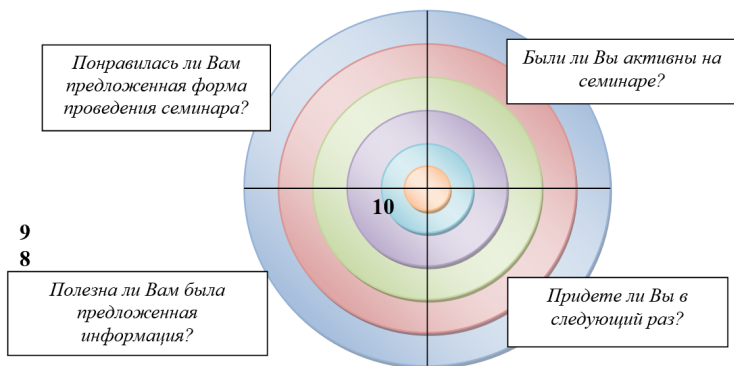 Понравилась ли Вам
предложенная форма
проведения семинара?
Были ли Вы активны на
семинаре?
10
9
8
Полезна ли Вам была
предложенная
информация?
Придете ли Вы в
следующий раз?